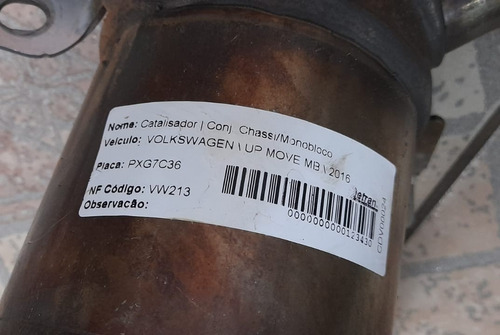 Nome: Catalisador | Conj. Chassi/Monobloco
Veículo: VOLKSWAGEN \ UP MOVE MB \ 2016
Placa: PXG7C36
NF Código: VW213
Observação:
Detran.
0000000000123430